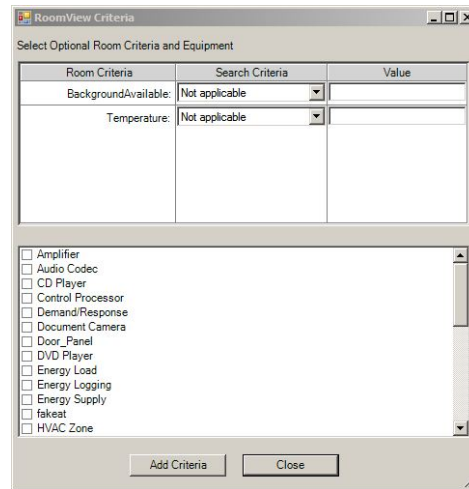 RoomView Criteria
Select Optional Room Criteria and Equipment
Room Criteria Search Criteria Value
BackgroundAvailable: Not applicable
Temperature: Not applicable
Amplifier
Audio Codec
CD Player
Control Processor
Demand/Response
Document Camera
Door_Panel
DVD Player
Energy Load
Energy Logging
Energy Supply
fakeat
HVAC Zone
Add Criteria Close